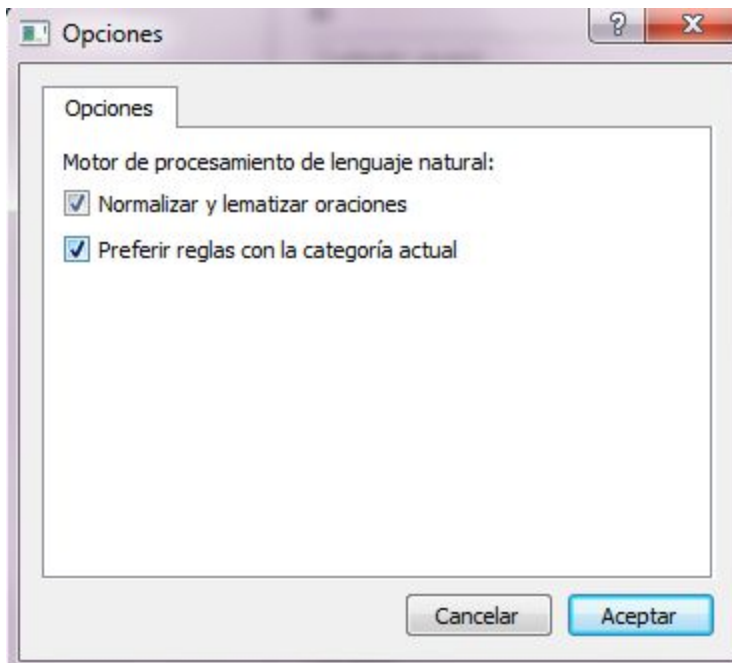 Opciones
Opciones
Motor de procesamiento de lenguaje natural:
Normalizar y lematizar oraciones
Preferir reglas con la categoría actual
Cancelar
Aceptar